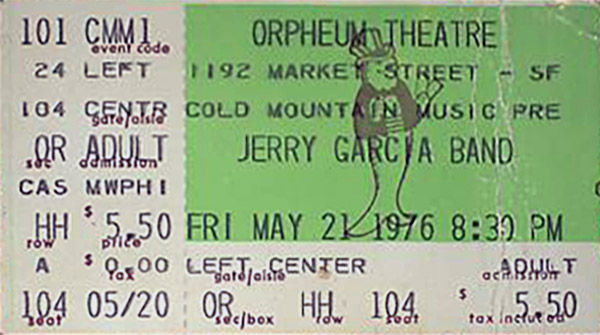 101 CMM1 ORPHEUM THEATRE
event code
24 LEFT 1192 MARKET STREET - SF
104 CENTR COLD MOUNTAIN MUSIC PRE
gate/aisle
OR ADULT JERRY GARCIA BAND
sec admission
CAS MWPH1
HH $ 5.50 FRI MAY 21 1976 8:30 PM
row price
A $ 0.00 LEFT CENTER ADULT
tax gate/aisle admission
104 05/20 OR HH 104 $ 5.50
seat sec/box row seat tax included